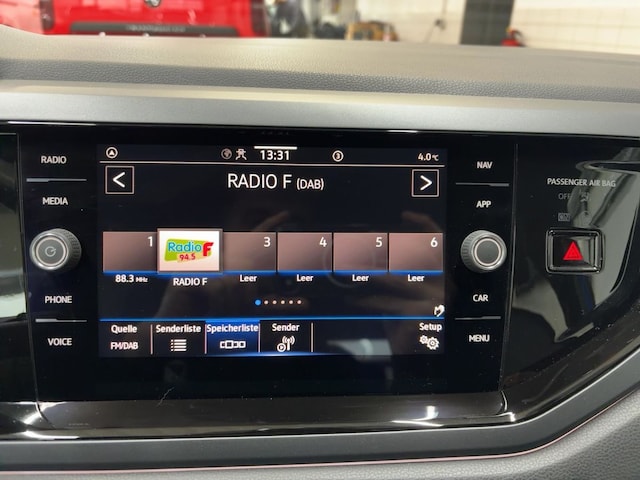 RADIO
MEDIA
PHONE
VOICE
13:31
3
4.0°C
RADIO F (DAB)
1
Radio F
94.5
3
4
5
6
88.3 MHz
RADIO F
Leer
Leer
Leer
Leer
Quelle
FM/DAB
Senderliste
Speicherliste
Sender
Setup
NAV
APP
CAR
MENU
PASSENGER AIR BAG
OFF
ON